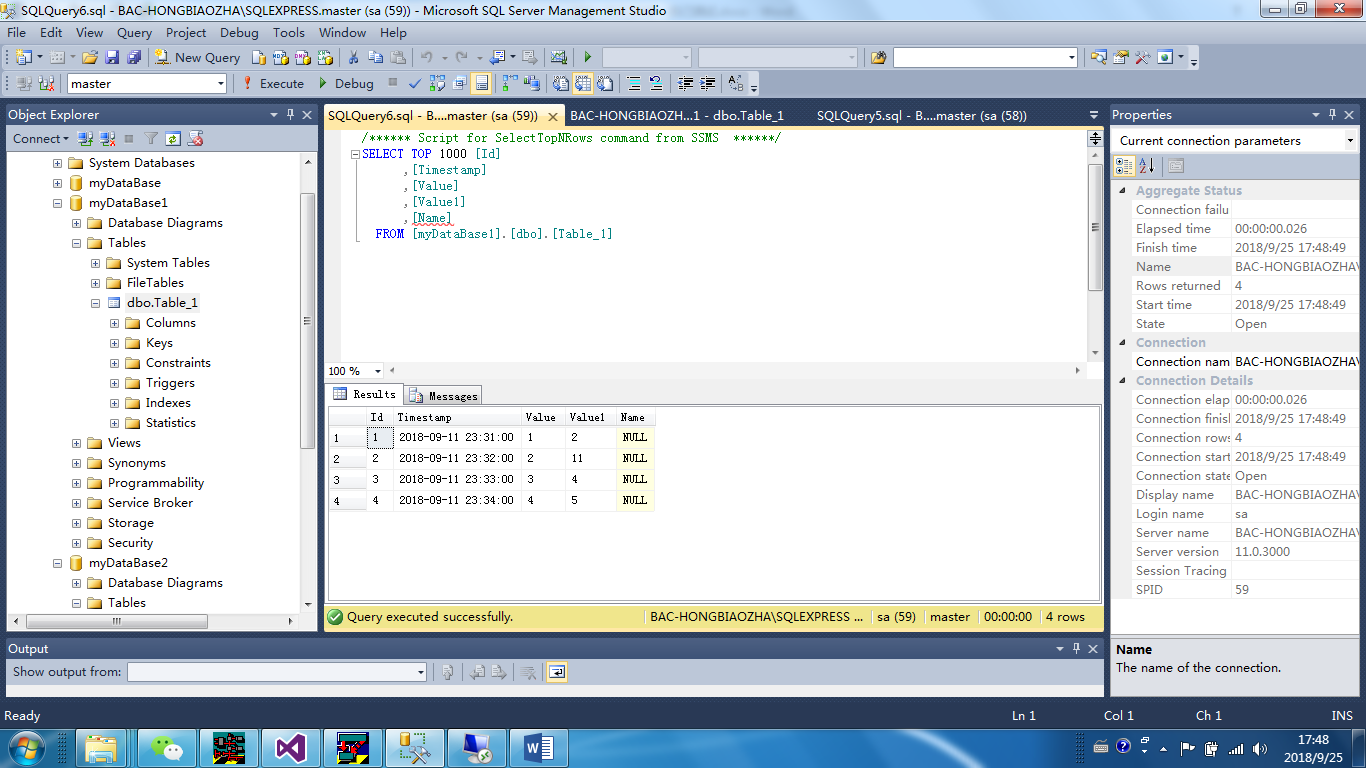 SQLQuery6.sql - BAC-HONGBIAOZHA\SQLEXPRESS.master (sa (59)) - Microsoft SQL Server Management Studio
File Edit View Query Project Debug Tools Window Help
New Query
master Execute Debug
Object Explorer
Connect
System Databases
myDataBase
myDataBase1
Database Diagrams
Tables
System Tables
FileTables
dbo.Table_1
Columns
Keys
Constraints
Triggers
Indexes
Statistics
Views
Synonyms
Programmability
Service Broker
Storage
Security
myDataBase2
Database Diagrams
Tables
SQLQuery6.sql - B....master (sa (59)) BAC-HONGBIAOZH...1 - dbo.Table_1 SQLQuery5.sql - B....master (sa (58))
/****** Script for SelectTopNRows command from SSMS ******/
SELECT TOP 1000 [Id]
,[Timestamp]
,[Value]
,[Value1]
,[Name]
FROM [myDataBase1].[dbo].[Table_1]
100 %
Results Messages
Id Timestamp Value Value1 Name
1 1 2018-09-11 23:31:00 1 2 NULL
2 2 2018-09-11 23:32:00 2 11 NULL
3 3 2018-09-11 23:33:00 3 4 NULL
4 4 2018-09-11 23:34:00 4 5 NULL
Query executed successfully. BAC-HONGBIAOZHA\SQLEXPRESS ... sa (59) master 00:00:00 4 rows
Properties
Current connection parameters
Aggregate Status
Connection failu
Elapsed time 00:00:00.026
Finish time 2018/9/25 17:48:49
Name BAC-HONGBIAOZHA\
Rows returned 4
Start time 2018/9/25 17:48:49
State Open
Connection
Connection nam BAC-HONGBIAOZHA\
Connection Details
Connection elap 00:00:00.026
Connection finis 2018/9/25 17:48:49
Connection rows 4
Connection start 2018/9/25 17:48:49
Connection state Open
Display name BAC-HONGBIAOZHA\
Login name sa
Server name BAC-HONGBIAOZHA\
Server version 11.0.3000
Session Tracing
SPID 59
Name
The name of the connection.
Output
Show output from:
Ready Ln 1 Col 1 Ch 1 INS
17:48
2018/9/25